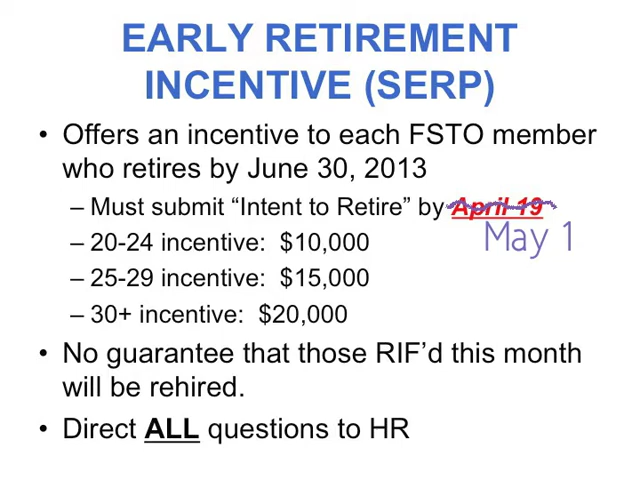 EARLY RETIREMENT
INCENTIVE (SERP)
• Offers an incentive to each FSTO member
who retires by June 30, 2013
– Must submit “Intent to Retire” by April 19
May 1
– 20-24 incentive: $10,000
– 25-29 incentive: $15,000
– 30+ incentive: $20,000
• No guarantee that those RIF’d this month
will be rehired.
• Direct ALL questions to HR